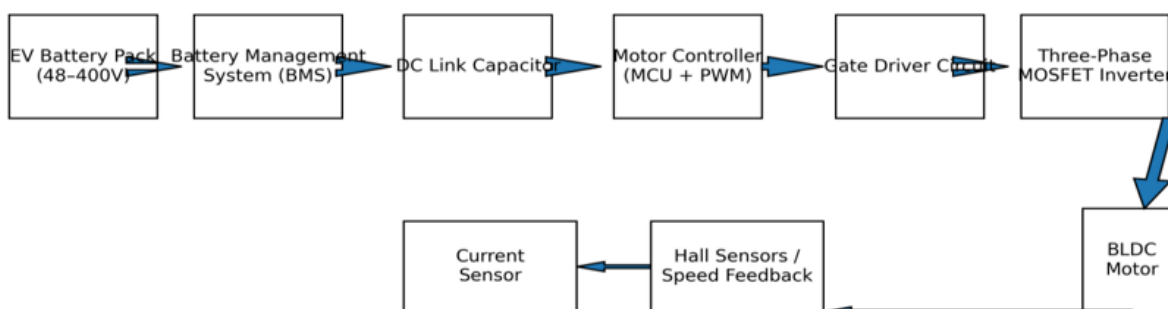 EV Battery Pack
(48–400V)
Battery Management
System (BMS)
DC Link Capacitor
Motor Controller
(MCU + PWM)
Gate Driver Circuit
Three-Phase
MOSFET Inverter
Current
Sensor
Hall Sensors /
Speed Feedback
BLDC
Motor